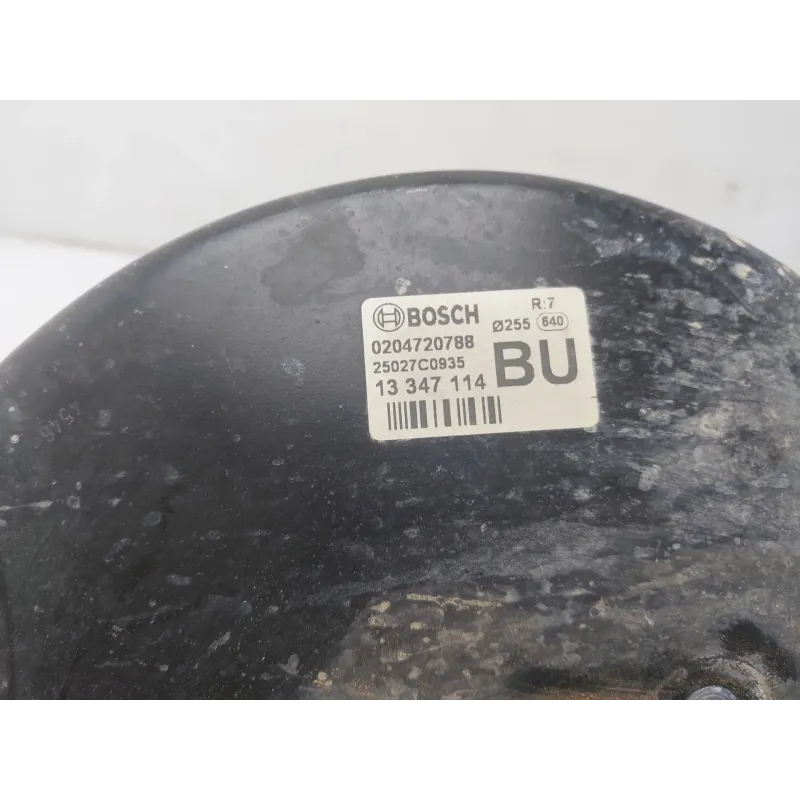 BOSCH
R:7
Ø255 640
0204720788
25027C0935
13 347 114
BU